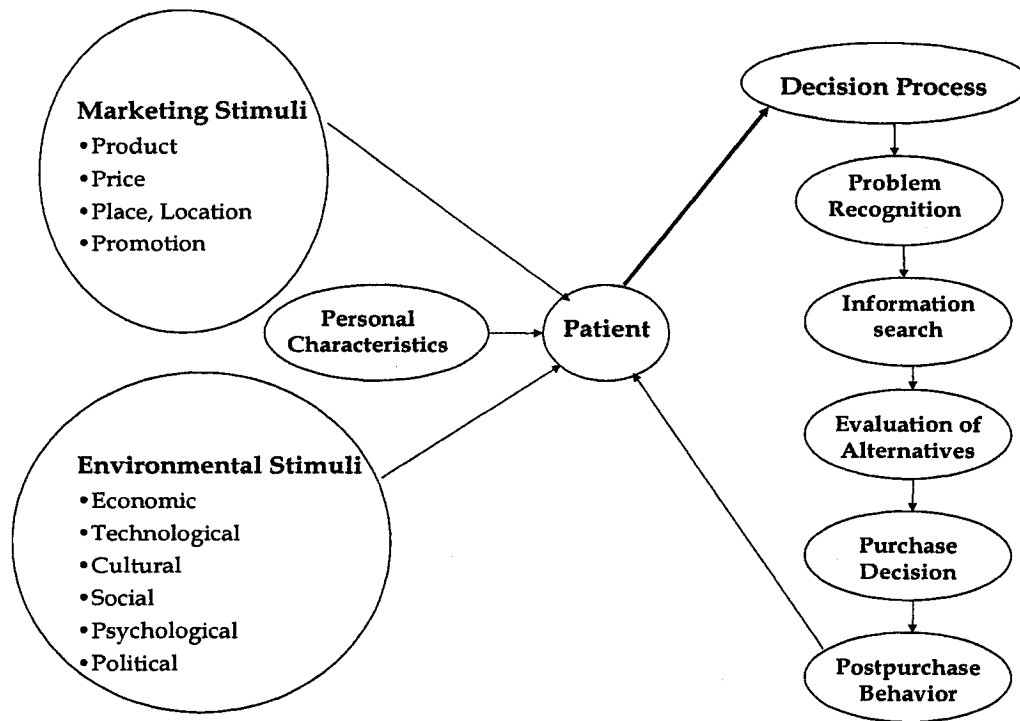 Marketing Stimuli
•Product
•Price
•Place, Location
•Promotion
Personal
Characteristics
Environmental Stimuli
•Economic
•Technological
•Cultural
•Social
•Psychological
•Political
Patient
Decision Process
Problem
Recognition
Information
search
Evaluation of
Alternatives
Purchase
Decision
Postpurchase
Behavior